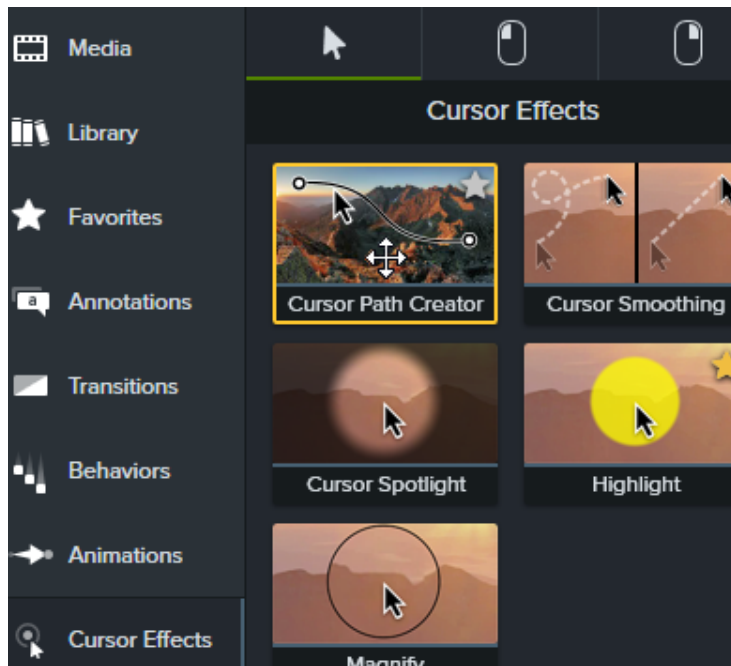 Media
Library
Favorites
a
Annotations
Transitions
Behaviors
Animations
Cursor Effects
Cursor Effects
Cursor Path Creator
Cursor Smoothing
Cursor Spotlight
Highlight
Magnify